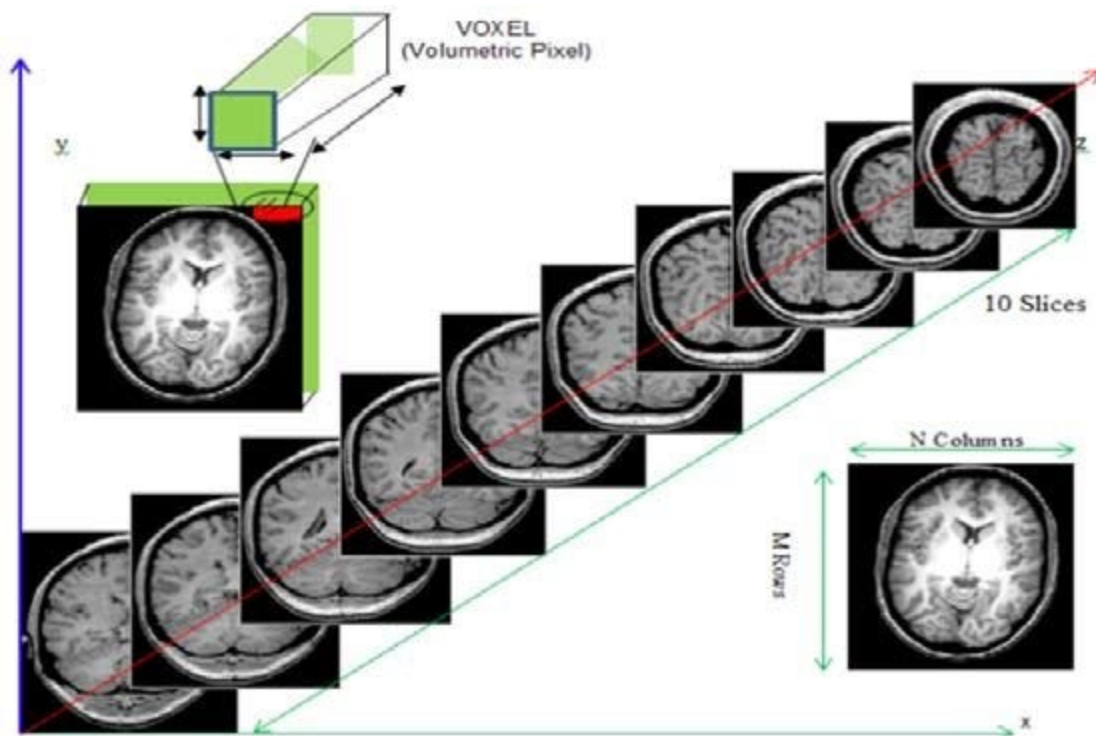 VOXEL
(Volumetric Pixel)
y
z
10 Slices
N Columns
M Rows
x